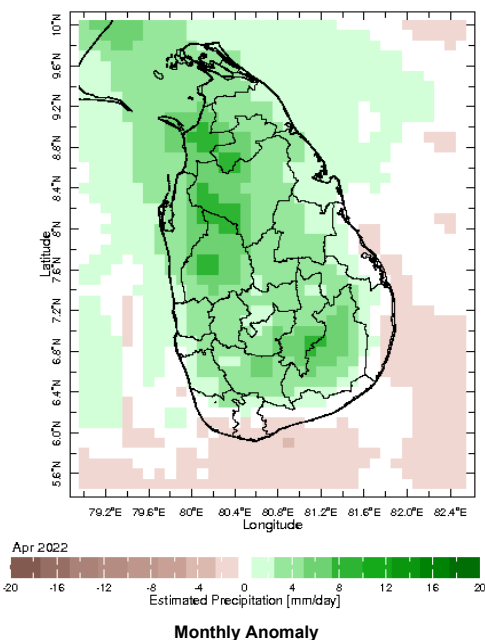 10°N
9.6°N
9.2°N
8.8°N
8.4°N
8°N
7.6°N
7.2°N
6.8°N
6.4°N
6.0°N
5.6°N
Latitude
79.2°E 79.6°E 80°E 80.4°E 80.8°E 81.2°E 81.6°E 82.0°E 82.4°E
Longitude
Apr 2022
-20 -16 -12 -8 -4 0 4 8 12 16 20
Estimated Precipitation [mm/day]
Monthly Anomaly